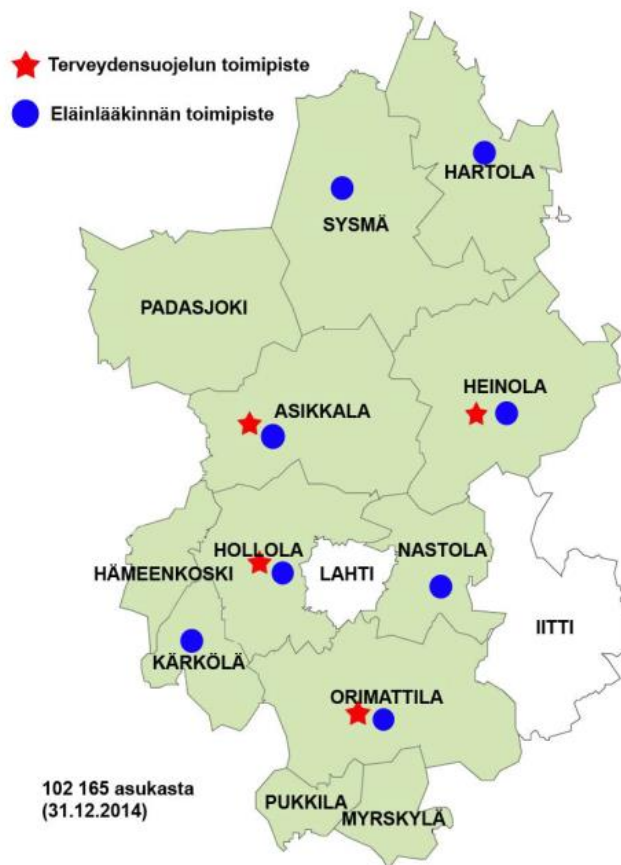 Terveydensuojelun toimipiste
Eläinlääkinnän toimipiste
HARTOLA
SYSMÄ
PADASJOKI
HEINOLA
ASIKKALA
HOLLOLA
NASTOLA
HÄMEENKOSKI
LAHTI
IITTI
KÄRKÖLÄ
ORIMATTILA
102 165 asukasta
(31.12.2014)
PUKKILA
MYRSKYLÄ